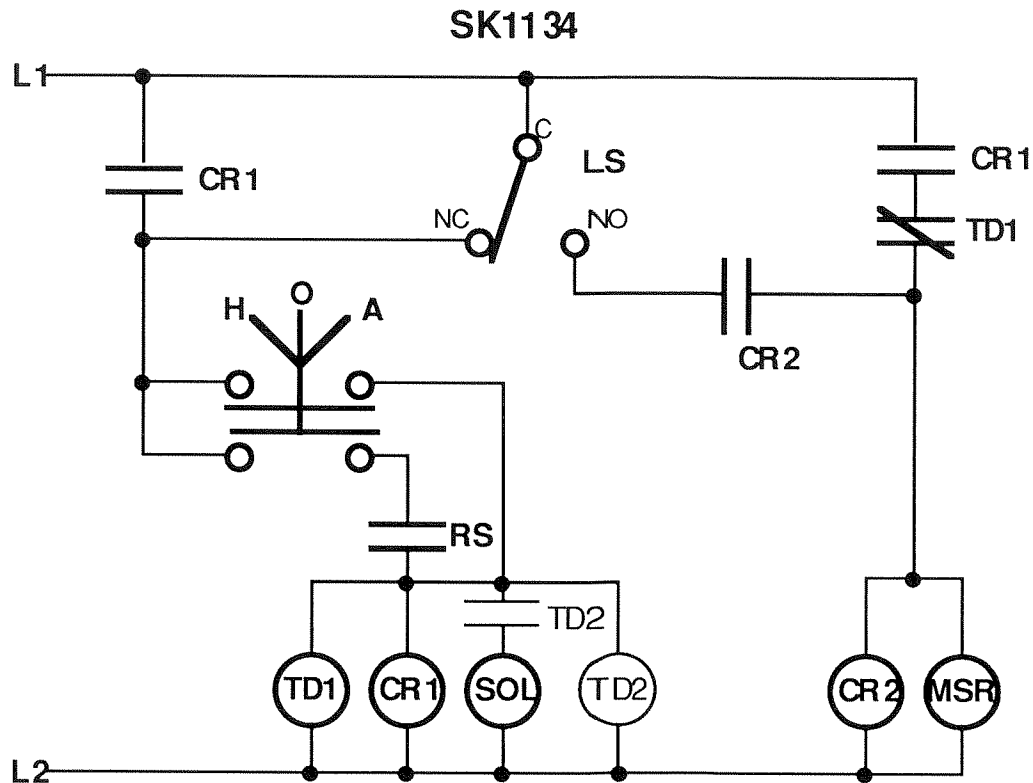 SK1134
L1
C
LS
CR1
CR1
NC
NO
TD1
O
H
A
CR2
RS
TD2
TD1
CR1
SOL
TD2
CR2
MSR
L2